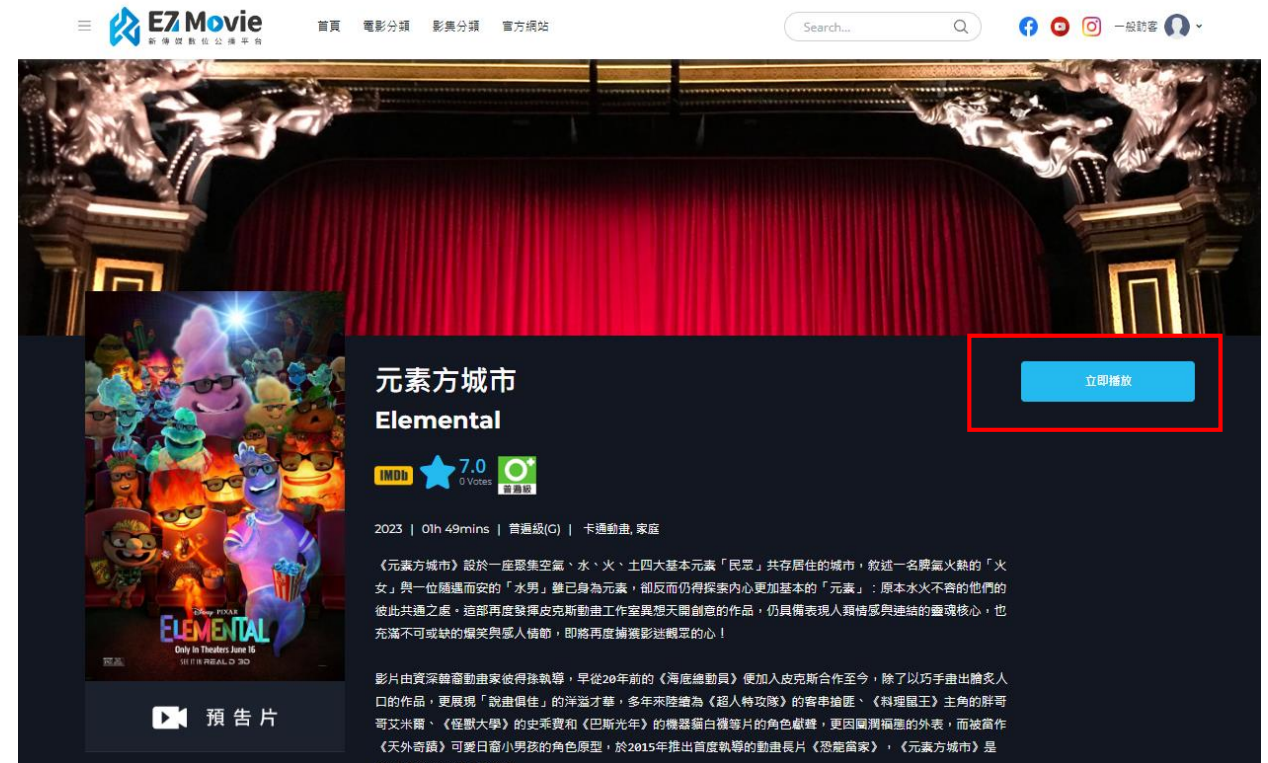 EZ Movie
新傳媒數位公播平台
首頁 電影分類 影集分類 官方網站
Search...
一般訪客
立即播放
元素方城市
Elemental
IMDb 7.0
0 Votes
普遍級
2023 | 01h 49mins | 普遍級(G) | 卡通動畫, 家庭
《元素方城市》設於一座聚集空氣、水、火、土四大基本元素「民眾」共存居住的城市，敘述一名脾氣火熱的「火
女」與一位隨遇而安的「水男」雖已身為元素，卻反而仍得探索內心更加基本的「元素」：原本水火不容的他們的
彼此共通之處。這部再度發揮皮克斯動畫工作室異想天開創意的作品，仍具備表現人類情感與連結的靈魂核心，也
充滿不可或缺的爆笑與感人情節，即將再度擄獲影迷觀眾的心！
影片由資深韓裔動畫家彼得孫執導，早從20年前的《海底總動員》便加入皮克斯合作至今，除了以巧手畫出膾炙人
口的作品，更展現「說畫俱佳」的洋溢才華，多年來陸續為《超人特攻隊》的客串搶匪、《料理鼠王》主角的胖哥
哥艾米爾、《怪獸大學》的史乖寶和《巴斯光年》的機器貓白襪等片的角色獻聲，更因圓潤福態的外表，而被當作
《天外奇蹟》可愛日裔小男孩的角色原型，於2015年推出首度執導的動畫長片《恐龍當家》，《元素方城市》是
Disney PIXAR
ELEMENTAL
Only In Theaters June 16
SEE IT IN REAL D 3D
預告片